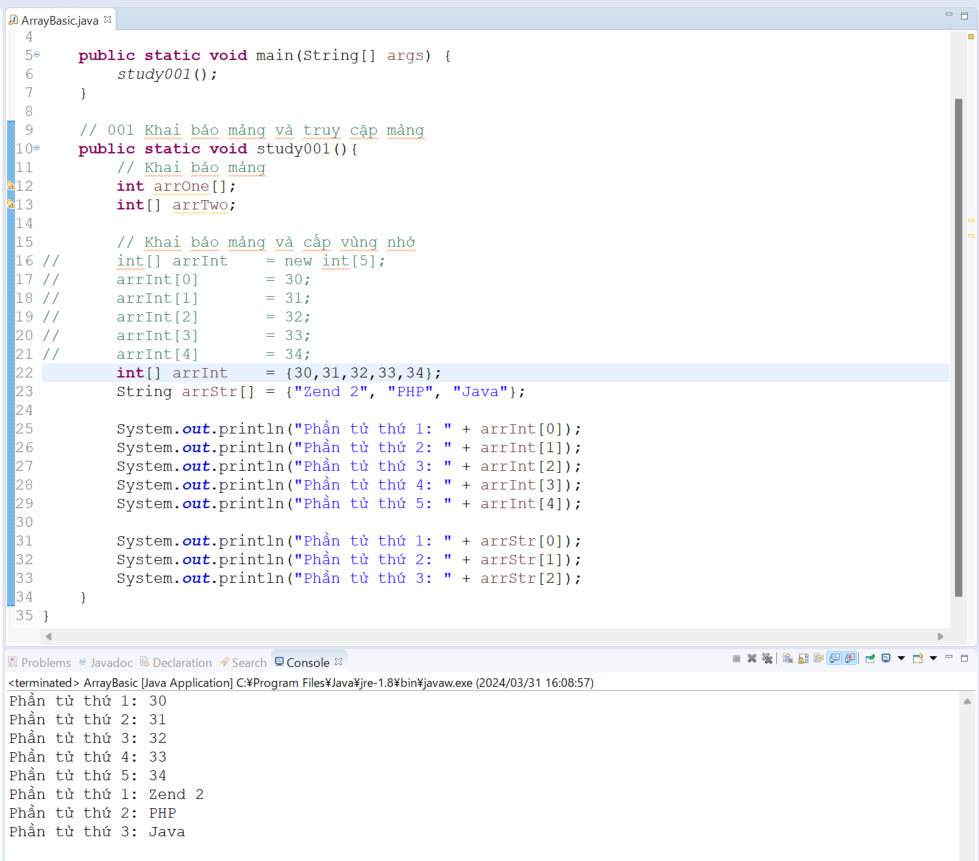 ArrayBasic.java
4
5 public static void main(String[] args) {
6 study001();
7 }
8
9 // 001 Khai báo mảng và truy cập mảng
10 public static void study001(){
11 // Khai báo mảng
12 int arrOne[];
13 int[] arrTwo;
14
15 // Khai báo mảng và cấp vùng nhớ
16 // int[] arrInt = new int[5];
17 // arrInt[0] = 30;
18 // arrInt[1] = 31;
19 // arrInt[2] = 32;
20 // arrInt[3] = 33;
21 // arrInt[4] = 34;
22 int[] arrInt = {30,31,32,33,34};
23 String arrStr[] = {"Zend 2", "PHP", "Java"};
24
25 System.out.println("Phần tử thứ 1: " + arrInt[0]);
26 System.out.println("Phần tử thứ 2: " + arrInt[1]);
27 System.out.println("Phần tử thứ 3: " + arrInt[2]);
28 System.out.println("Phần tử thứ 4: " + arrInt[3]);
29 System.out.println("Phần tử thứ 5: " + arrInt[4]);
30
31 System.out.println("Phần tử thứ 1: " + arrStr[0]);
32 System.out.println("Phần tử thứ 2: " + arrStr[1]);
33 System.out.println("Phần tử thứ 3: " + arrStr[2]);
34 }
35 }
Problems Javadoc Declaration Search Console
<terminated> ArrayBasic [Java Application] C:¥Program Files¥Java¥jre-1.8¥bin¥javaw.exe (2024/03/31 16:08:57)
Phần tử thứ 1: 30
Phần tử thứ 2: 31
Phần tử thứ 3: 32
Phần tử thứ 4: 33
Phần tử thứ 5: 34
Phần tử thứ 1: Zend 2
Phần tử thứ 2: PHP
Phần tử thứ 3: Java